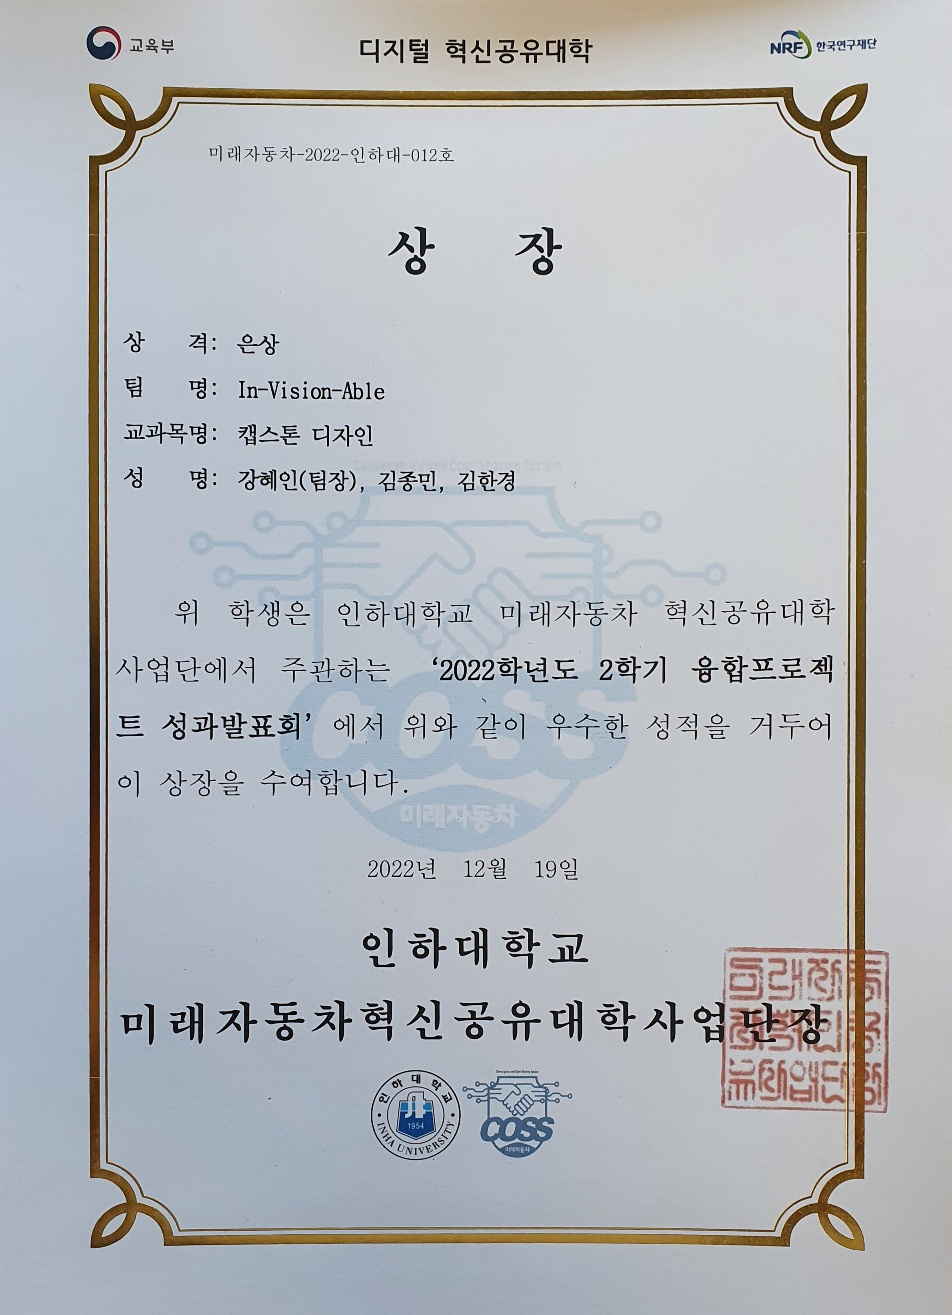 교육부
디지털 혁신공유대학
NRF 한국연구재단
미래자동차-2022-인하대-012호
상 장
상 격: 은상
팀 명: In-Vision-Able
교과목명: 캡스톤 디자인
성 명: 강혜인(팀장), 김종민, 김한경
위 학생은 인하대학교 미래자동차 혁신공유대학
사업단에서 주관하는 '2022학년도 2학기 융합프로젝
트 성과발표회' 에서 위와 같이 우수한 성적을 거두어
이 상장을 수여합니다.
COSS
미래자동차
2022년 12월 19일
인하대학교
미래자동차혁신공유대학사업단장
인하대학교
1954
INHA UNIVERSITY
COSS
미래자동차